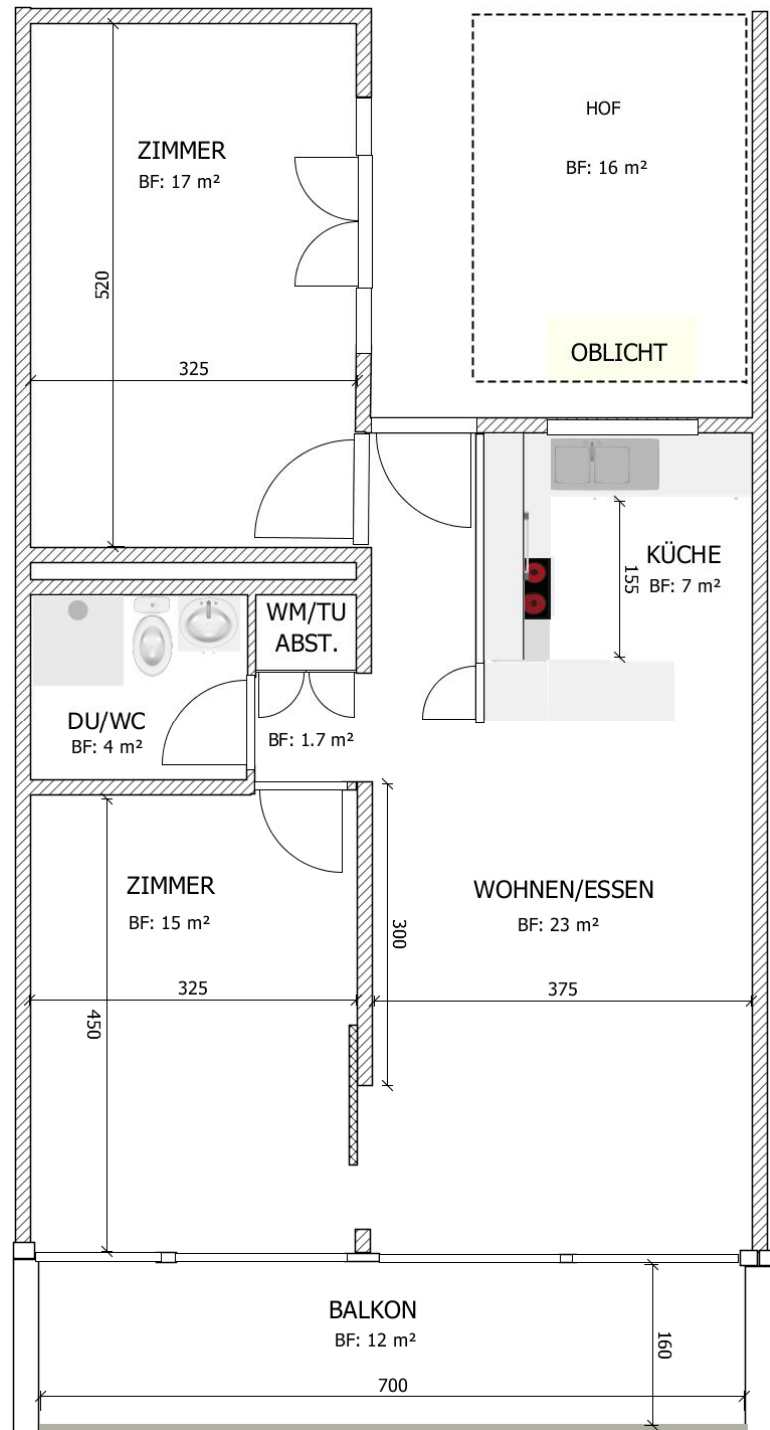 HOF
ZIMMER
BF: 17 m²
BF: 16 m²
520
OBLICHT
325
KÜCHE
BF: 7 m²
155
WM/TU
ABST.
DU/WC
BF: 4 m²
BF: 1.7 m²
ZIMMER
BF: 15 m²
WOHNEN/ESSEN
BF: 23 m²
300
325
375
450
BALKON
BF: 12 m²
160
700